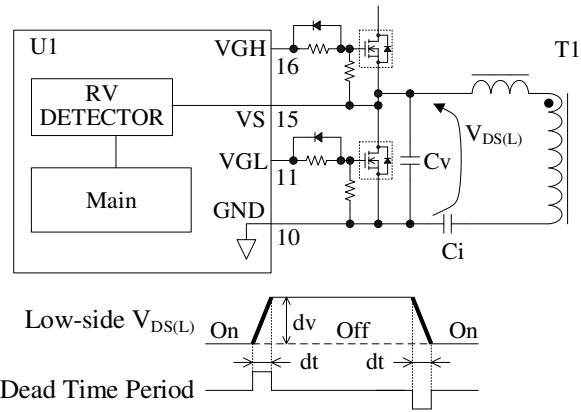 U1
T1
VGH
16
RV
DETECTOR
VS 15
VDS(L)
VGL
11
Cv
Main
GND
10
Ci
Low-side VDS(L)
On
dv
Off
On
dt
dt
Dead Time Period